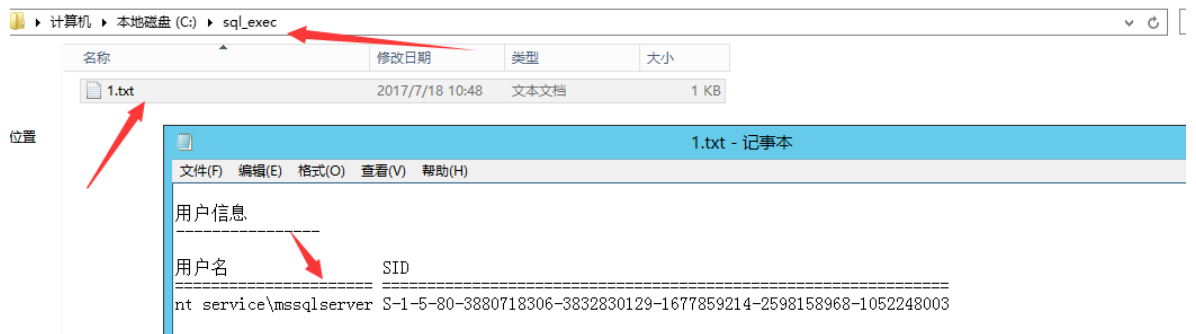 计算机 本地磁盘 (C:) sql_exec
名称 修改日期 类型 大小
1.txt 2017/7/18 10:48 文本文档 1 KB
位置
1.txt - 记事本
文件(F) 编辑(E) 格式(O) 查看(V) 帮助(H)
用户信息
----------------
用户名 SID
====================== ==============================================================
nt service\mssqlserver S-1-5-80-3880718306-3832830129-1677859214-2598158968-1052248003